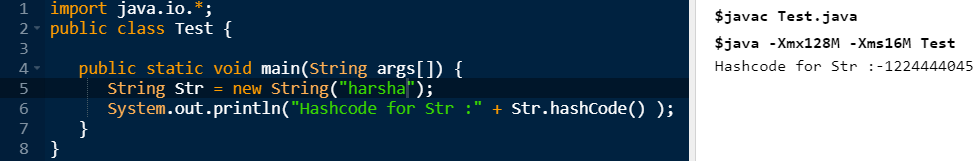 1 import java.io.*;
2 public class Test {
3
4 public static void main(String args[]) {
5 String Str = new String("harsha");
6 System.out.println("Hashcode for Str :" + Str.hashCode() );
7 }
8 }
$javac Test.java
$java -Xmx128M -Xms16M Test
Hashcode for Str :-1224444045